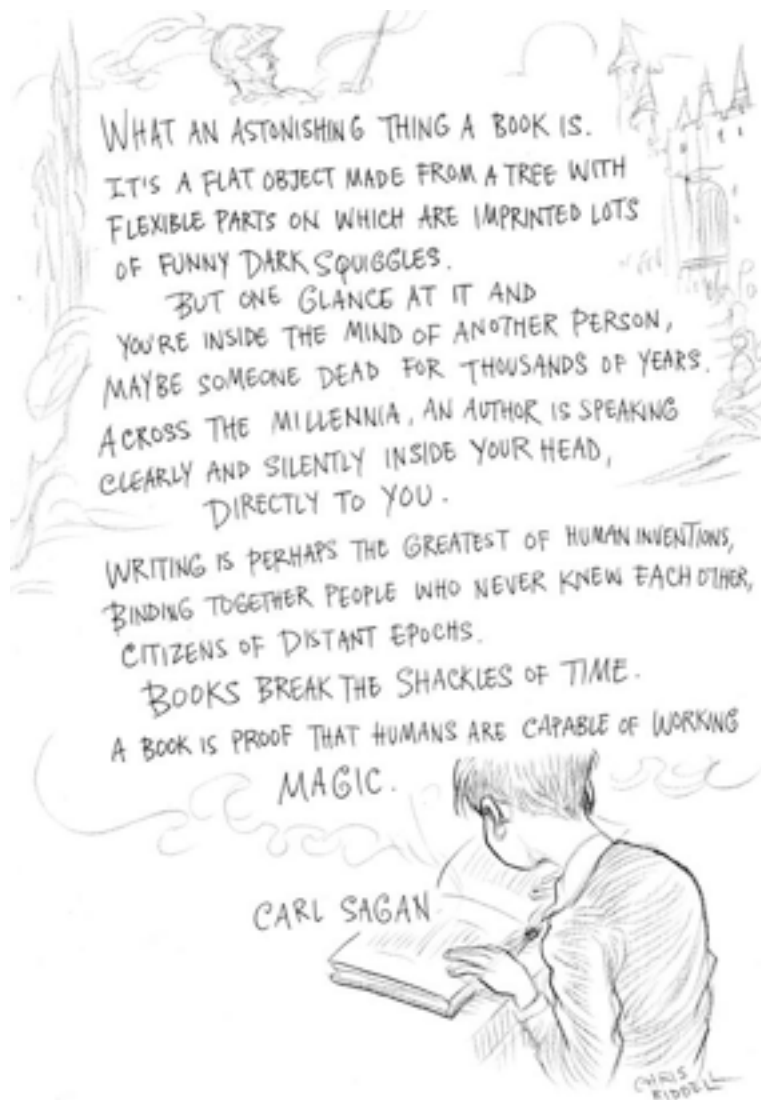 WHAT AN ASTONISHING THING A BOOK IS.
IT'S A FLAT OBJECT MADE FROM A TREE WITH
FLEXIBLE PARTS ON WHICH ARE IMPRINTED LOTS
OF FUNNY DARK SQUIGGLES.
BUT ONE GLANCE AT IT AND
YOU'RE INSIDE THE MIND OF ANOTHER PERSON,
MAYBE SOMEONE DEAD FOR THOUSANDS OF YEARS.
ACROSS THE MILLENNIA, AN AUTHOR IS SPEAKING
CLEARLY AND SILENTLY INSIDE YOUR HEAD,
DIRECTLY TO YOU.
WRITING IS PERHAPS THE GREATEST OF HUMAN INVENTIONS,
BINDING TOGETHER PEOPLE WHO NEVER KNEW EACH OTHER,
CITIZENS OF DISTANT EPOCHS.
BOOKS BREAK THE SHACKLES OF TIME.
A BOOK IS PROOF THAT HUMANS ARE CAPABLE OF WORKING
MAGIC.
CARL SAGAN
CHRIS
RIDDELL